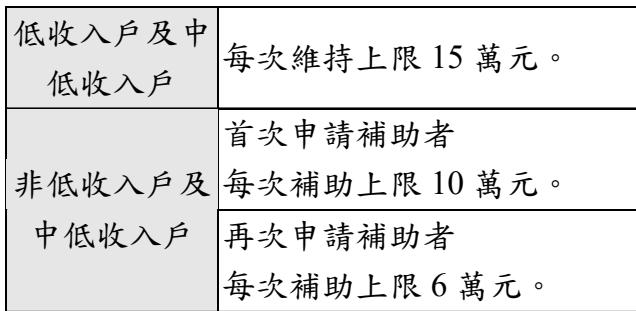 低收入戶及中
低收入戶
每次維持上限 15 萬元。
非低收入戶及
中低收入戶
首次申請補助者
每次補助上限 10 萬元。
再次申請補助者
每次補助上限 6 萬元。